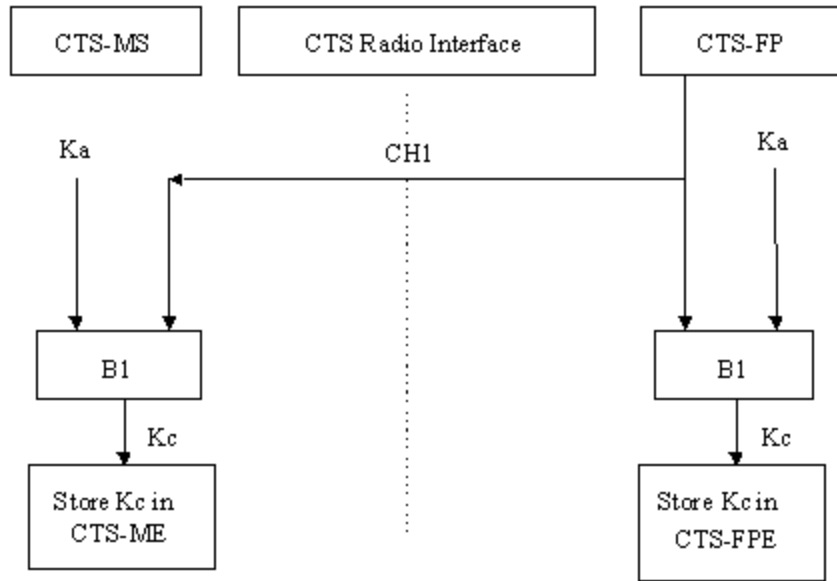 CTS-MS
CTS Radio Interface
CTS-FP
Ka
CH1
Ka
B1
B1
Kc
Kc
Store Kc in
CTS-ME
Store Kc in
CTS-FPE